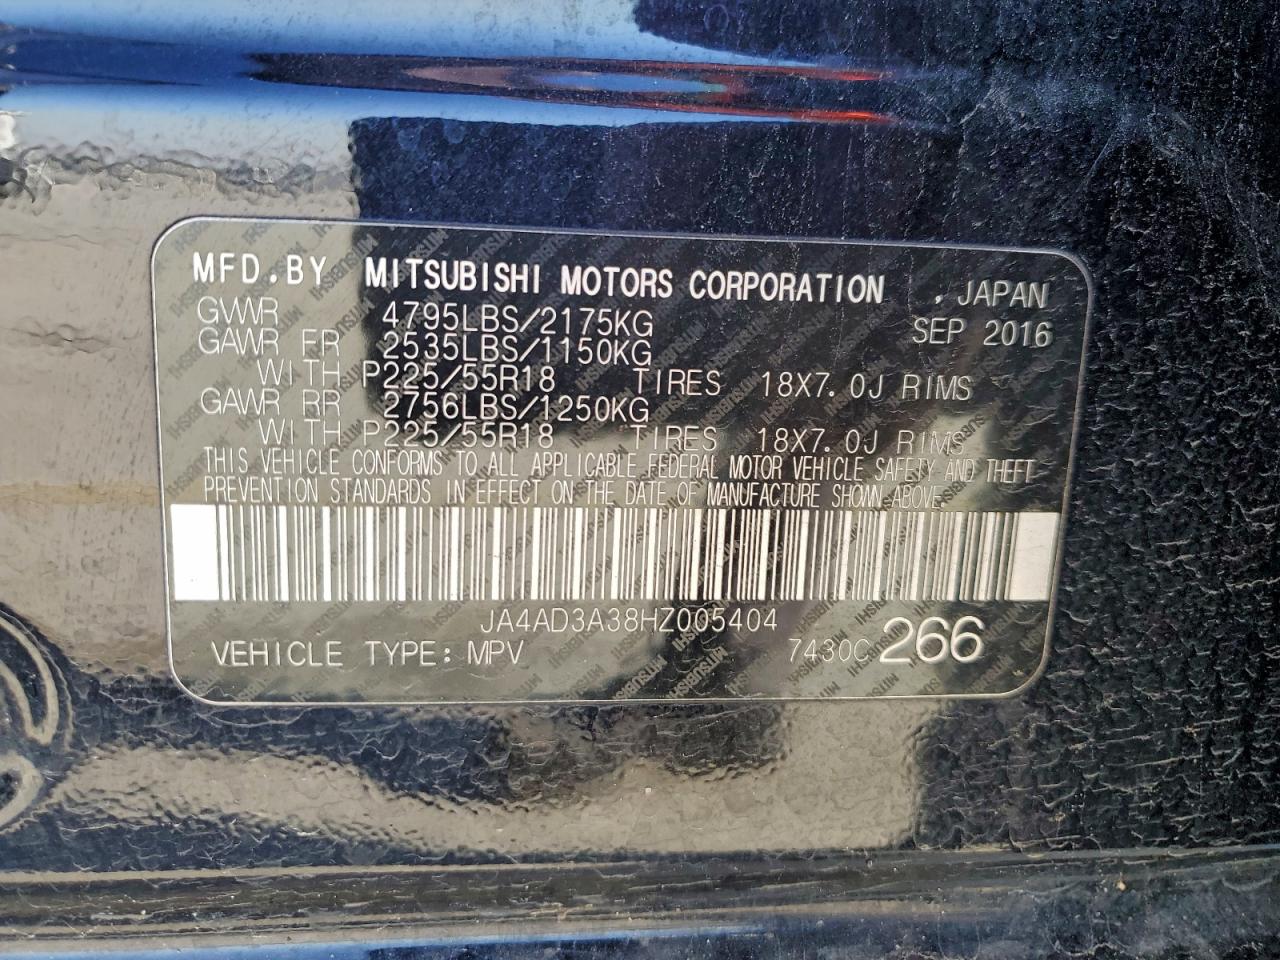 MFD.BY MITSUBISHI MOTORS CORPORATION , JAPAN
GVWR 4795LBS/2175KG SEP 2016
GAWR FR 2535LBS/1150KG
WITH P225/55R18 TIRES 18X7.0J RIMS
GAWR RR 2756LBS/1250KG
WITH P225/55R18 TIRES 18X7.0J RIMS
THIS VEHICLE CONFORMS TO ALL APPLICABLE FEDERAL MOTOR VEHICLE SAFETY AND THEFT
PREVENTION STANDARDS IN EFFECT ON THE DATE OF MANUFACTURE SHOWN ABOVE.
JA4AD3A38HZ005404
VEHICLE TYPE: MPV 7430C 266